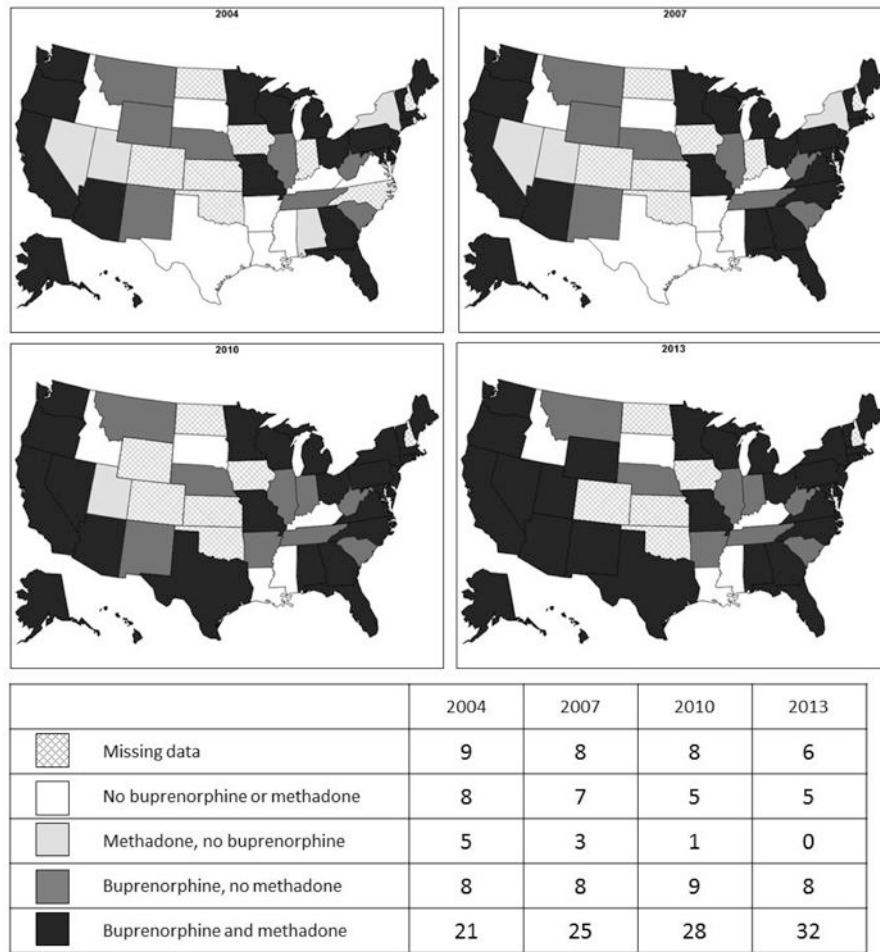 2004
2007
2010
2013
2004 2007 2010 2013
Missing data 9 8 8 6
No buprenorphine or methadone 8 7 5 5
Methadone, no buprenorphine 5 3 1 0
Buprenorphine, no methadone 8 8 9 8
Buprenorphine and methadone 21 25 28 32